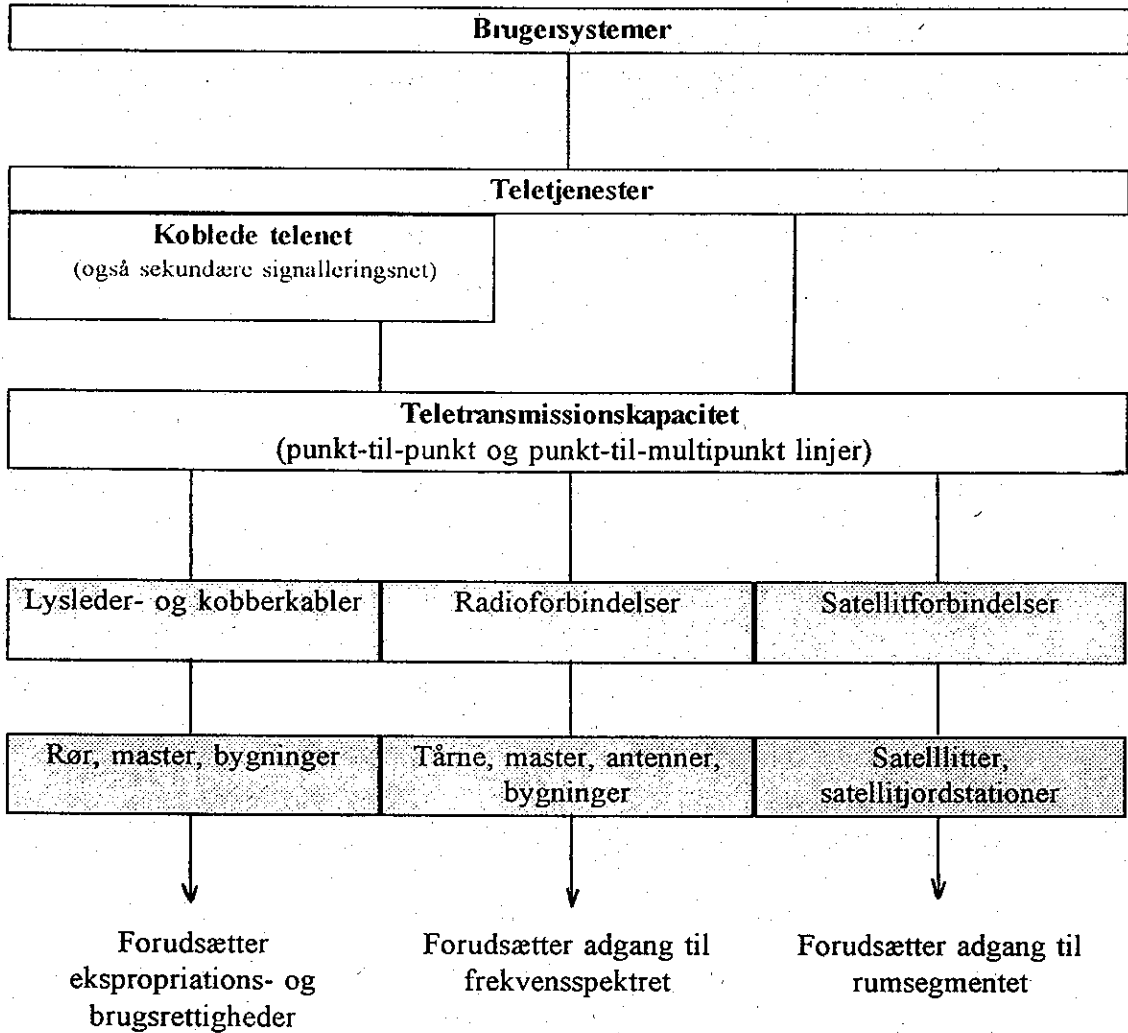 Brugersystemer
Teletjenester
Koblede telenet
(også sekundære signalleringsnet)
Teletransmissionskapacitet
(punkt-til-punkt og punkt-til-multipunkt linjer)
Lysleder- og kobberkabler
Radioforbindelser
Satellitforbindelser
Rør, master, bygninger
Tårne, master, antenner,
bygninger
Satelllitter,
satellitjordstationer
Forudsætter
ekspropriations- og
brugsrettigheder
Forudsætter adgang til
frekvensspektret
Forudsætter adgang til
rumsegmentet